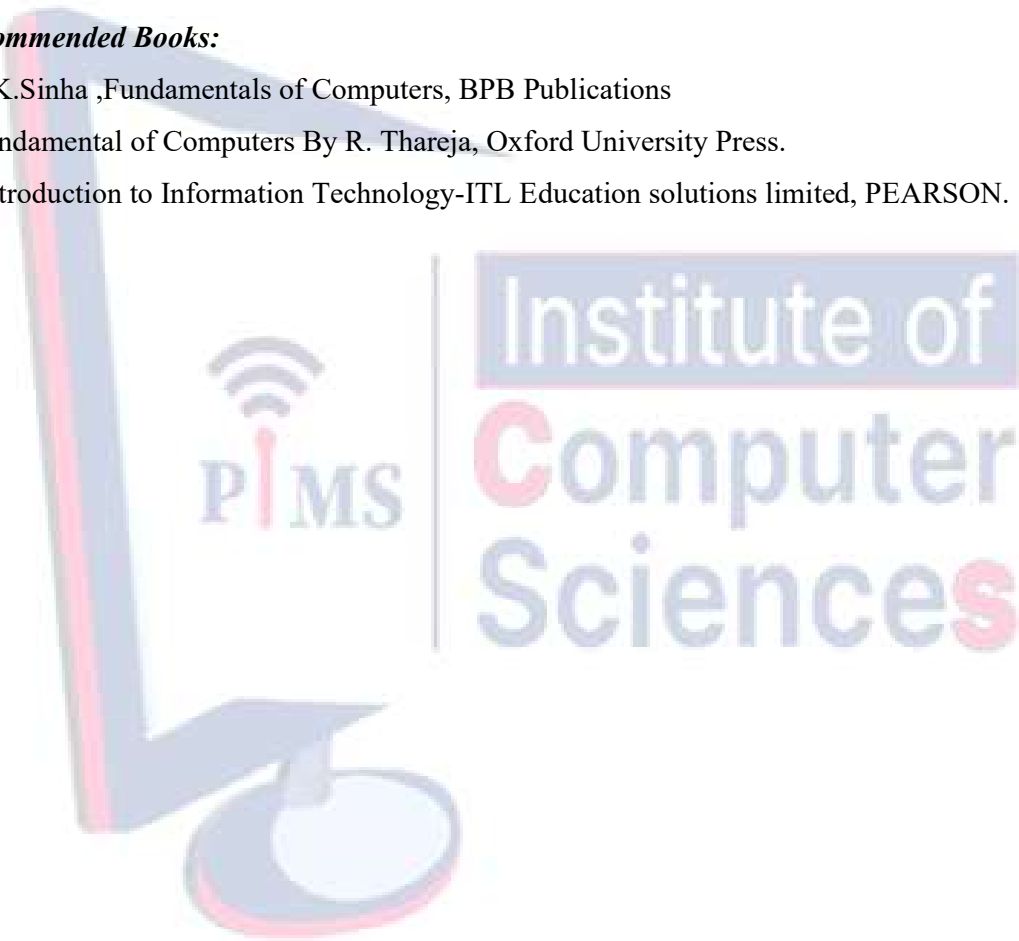 ommended Books:
K.Sinha ,Fundamentals of Computers, BPB Publications
ndamental of Computers By R. Thareja, Oxford University Press.
troduction to Information Technology-ITL Education solutions limited, PEARSON.
Institute of
PiMS
Computer
Sciences